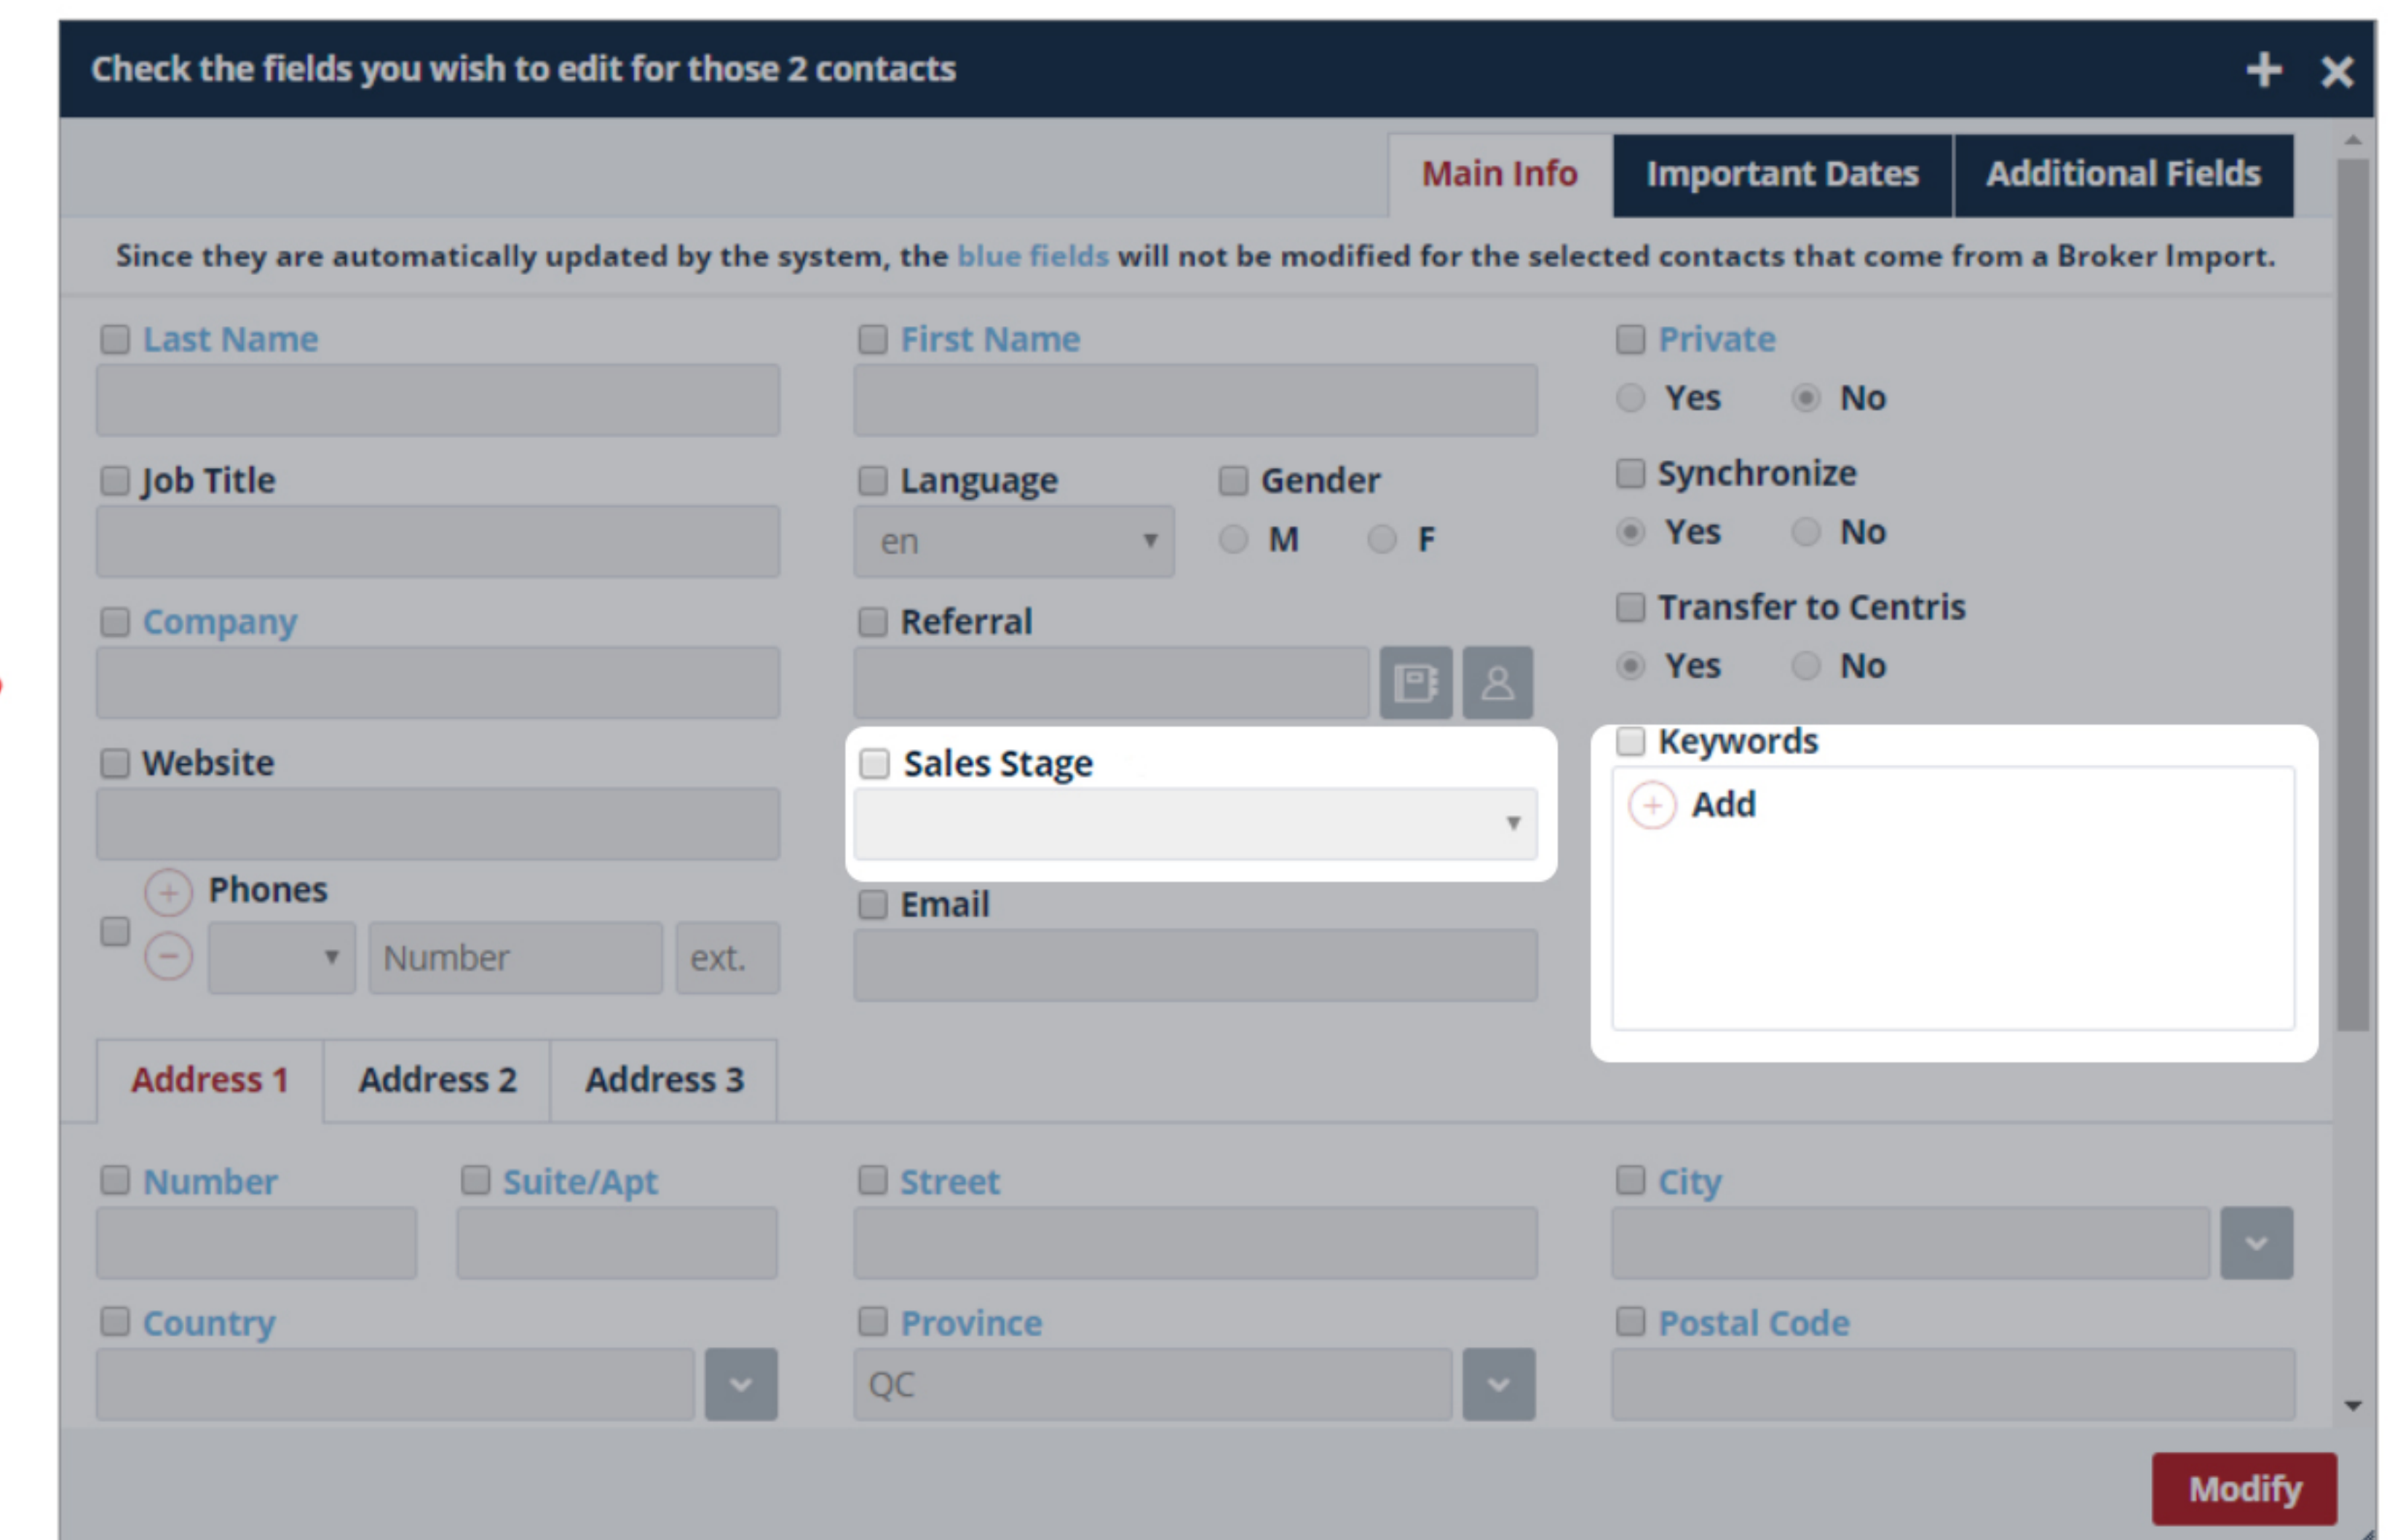 Check the fields you wish to edit for those 2 contacts
Main Info Important Dates Additional Fields
Since they are automatically updated by the system, the blue fields will not be modified for the selected contacts that come from a Broker Import.
Last Name First Name Private
Yes No
Job Title Language Gender Synchronize
en M F Yes No
Company Referral Transfer to Centris
Yes No
Website Sales Stage Keywords
Add
Phones Email
Number ext.
Address 1 Address 2 Address 3
Number Suite/Apt Street City
Country Province Postal Code
QC
Modify